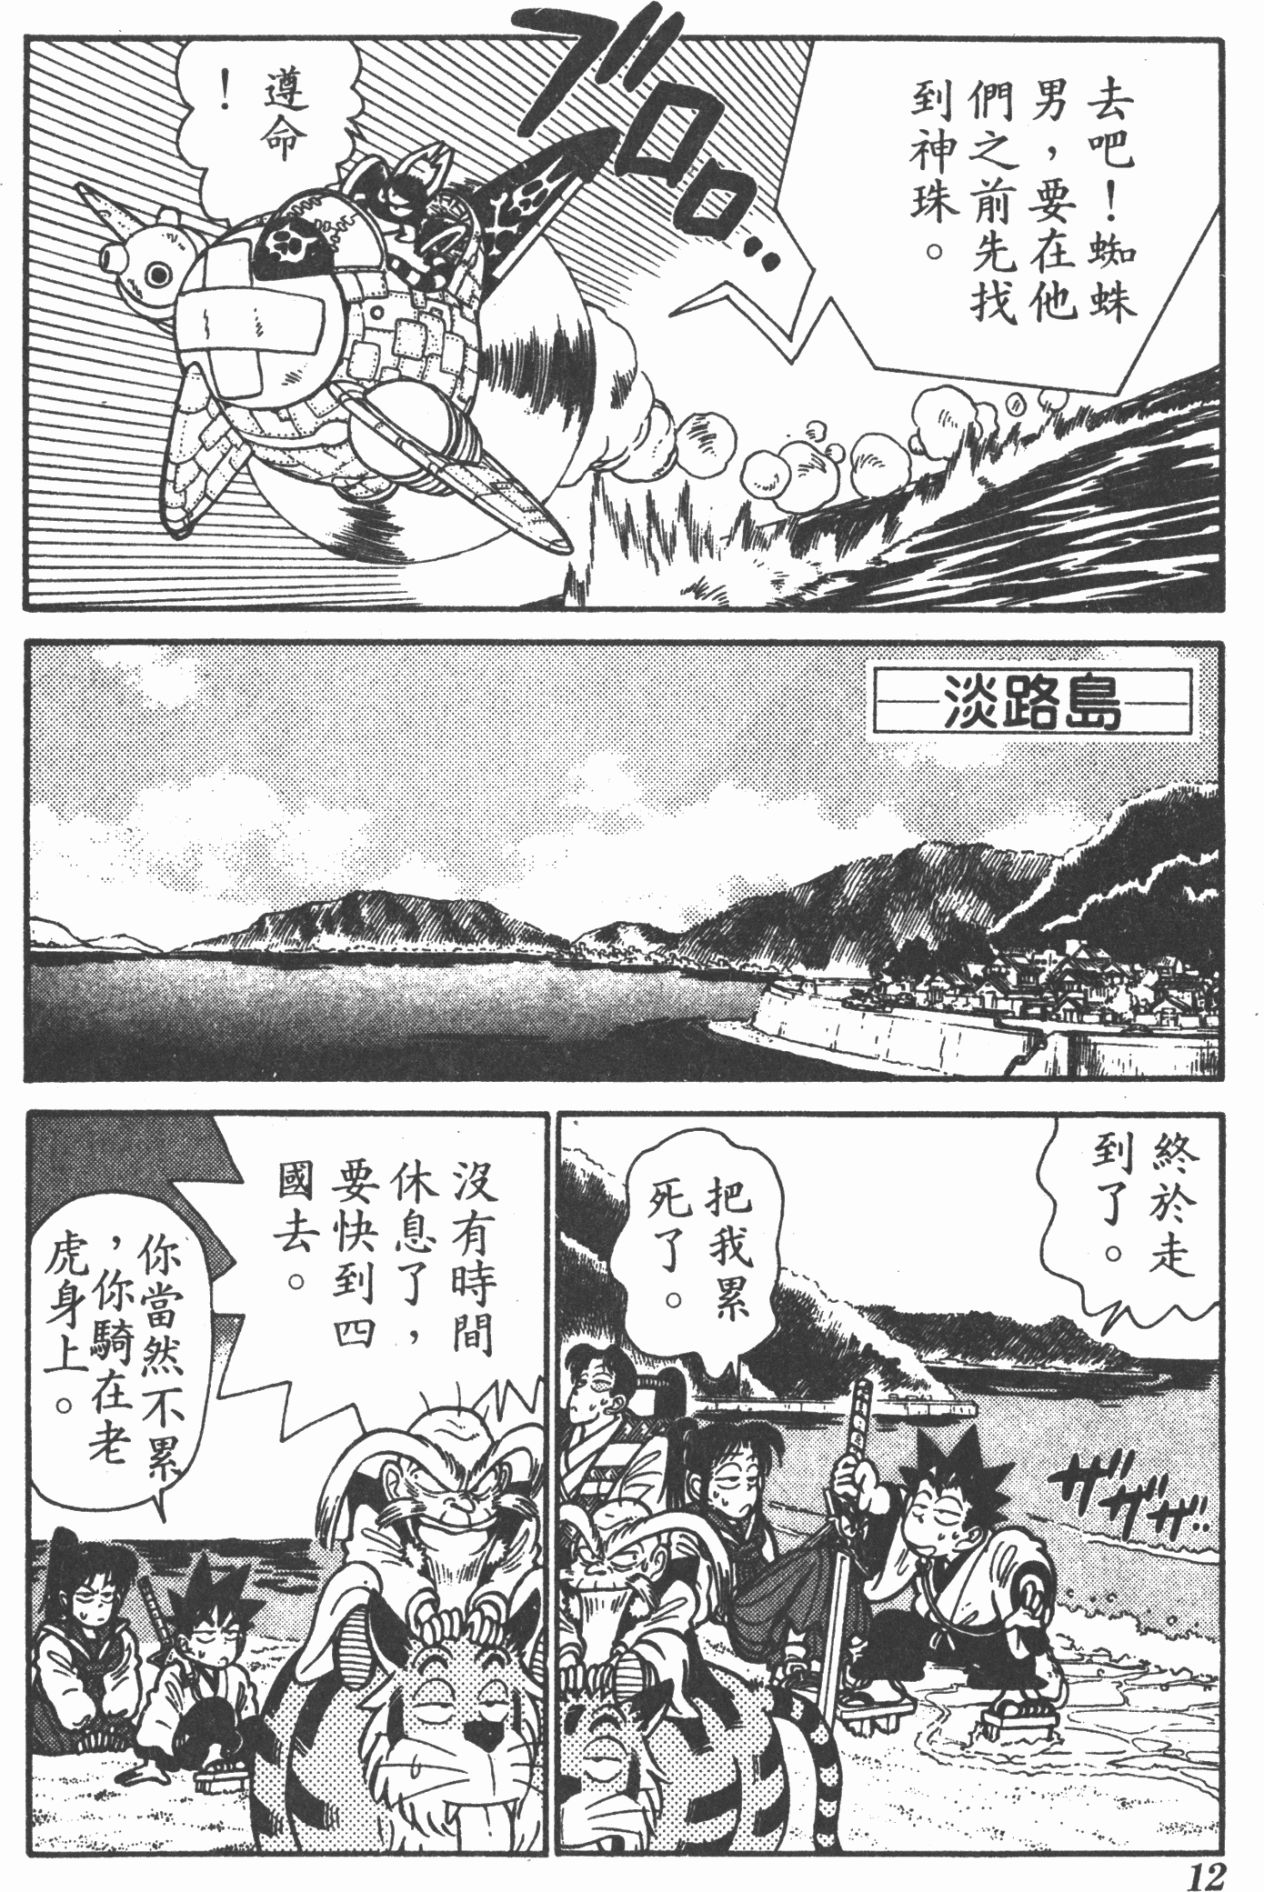 去吧！蜘蛛
男，要在他
們之前先找
到神珠。
ブロロ…
遵命
！
淡路島
終於走
到了。
把我累
死了。
ザザザ!!
沒有時間
休息了，
要快到四
國去。
你當然不累
，你騎在老
虎身上。
12